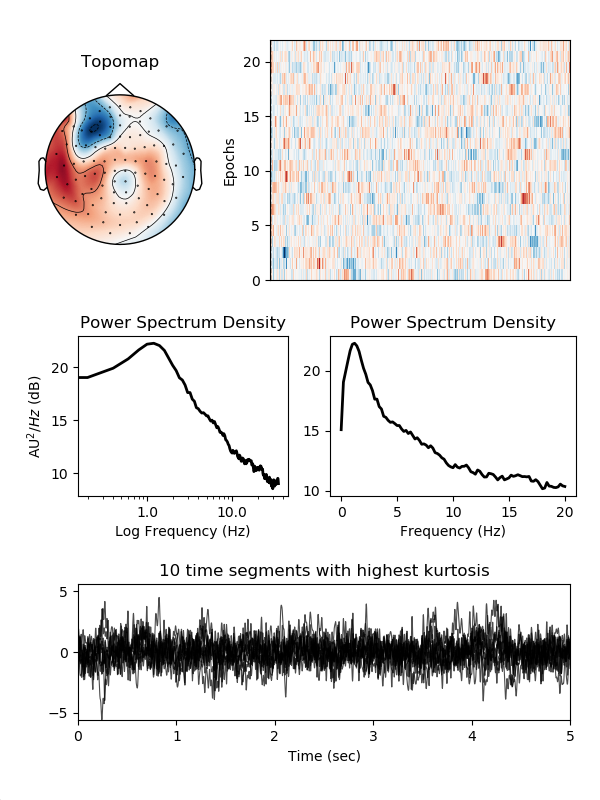 Topomap
20
15
10
5
0
Epochs
Power Spectrum Density
20
15
10
AU²/Hz (dB)
1.0 10.0
Log Frequency (Hz)
Power Spectrum Density
20
15
10
0 5 10 15 20
Frequency (Hz)
10 time segments with highest kurtosis
5
0
−5
0 1 2 3 4 5
Time (sec)